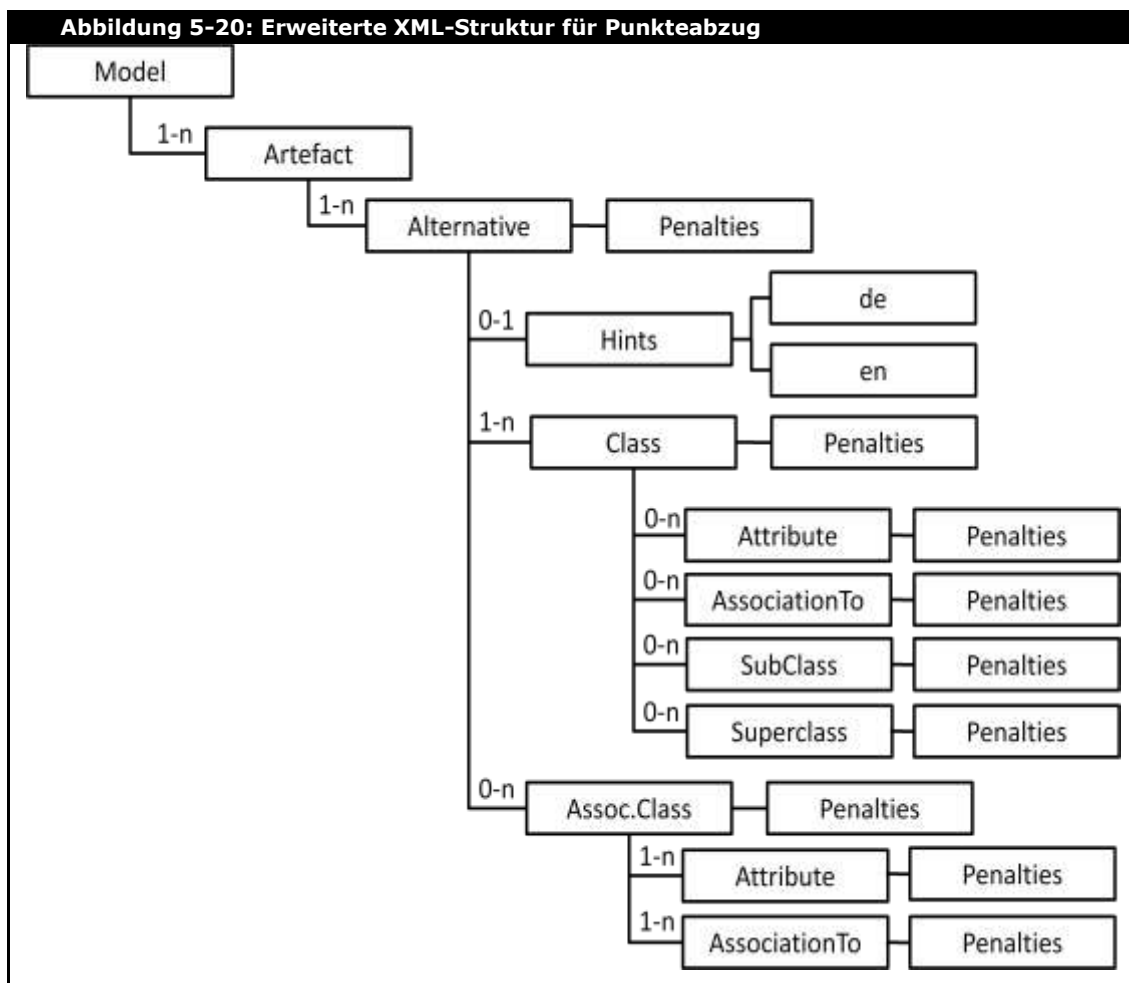 Abbildung 5-20: Erweiterte XML-Struktur für Punkteabzug
Model
1-n
Artefact
1-n
Alternative
Penalties
0-1
Hints
de
en
1-n
Class
Penalties
0-n
Attribute
Penalties
0-n
AssociationTo
Penalties
0-n
SubClass
Penalties
0-n
Superclass
Penalties
0-n
Assoc.Class
Penalties
1-n
Attribute
Penalties
1-n
AssociationTo
Penalties